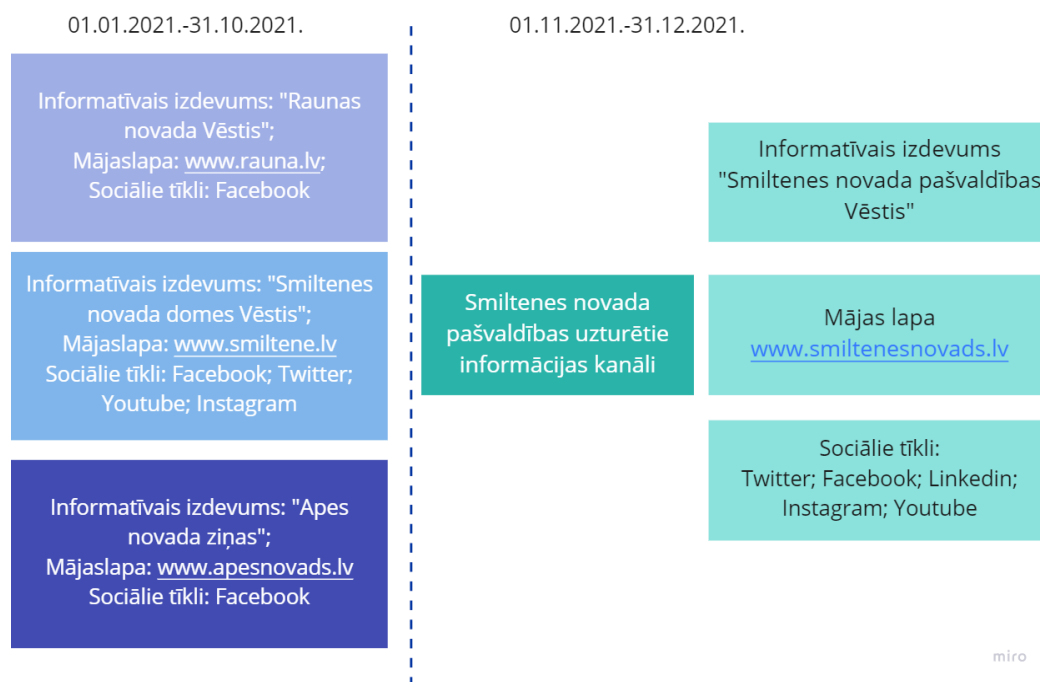 01.01.2021.-31.10.2021.
Informatīvais izdevums: "Raunas
novada Vēstis";
Mājaslapa: www.rauna.lv;
Sociālie tīkli: Facebook
Informatīvais izdevums: "Smiltenes
novada domes Vēstis";
Mājaslapa: www.smiltene.lv
Sociālie tīkli: Facebook; Twitter;
Youtube; Instagram
Informatīvais izdevums: "Apes
novada ziņas";
Mājaslapa: www.apesnovads.lv
Sociālie tīkli: Facebook
01.11.2021.-31.12.2021.
Smiltenes novada
pašvaldības uzturētie
informācijas kanāli
Informatīvais izdevums
"Smiltenes novada pašvaldības
Vēstis"
Mājas lapa
www.smiltenesnovads.lv
Sociālie tīkli:
Twitter; Facebook; Linkedin;
Instagram; Youtube
miro